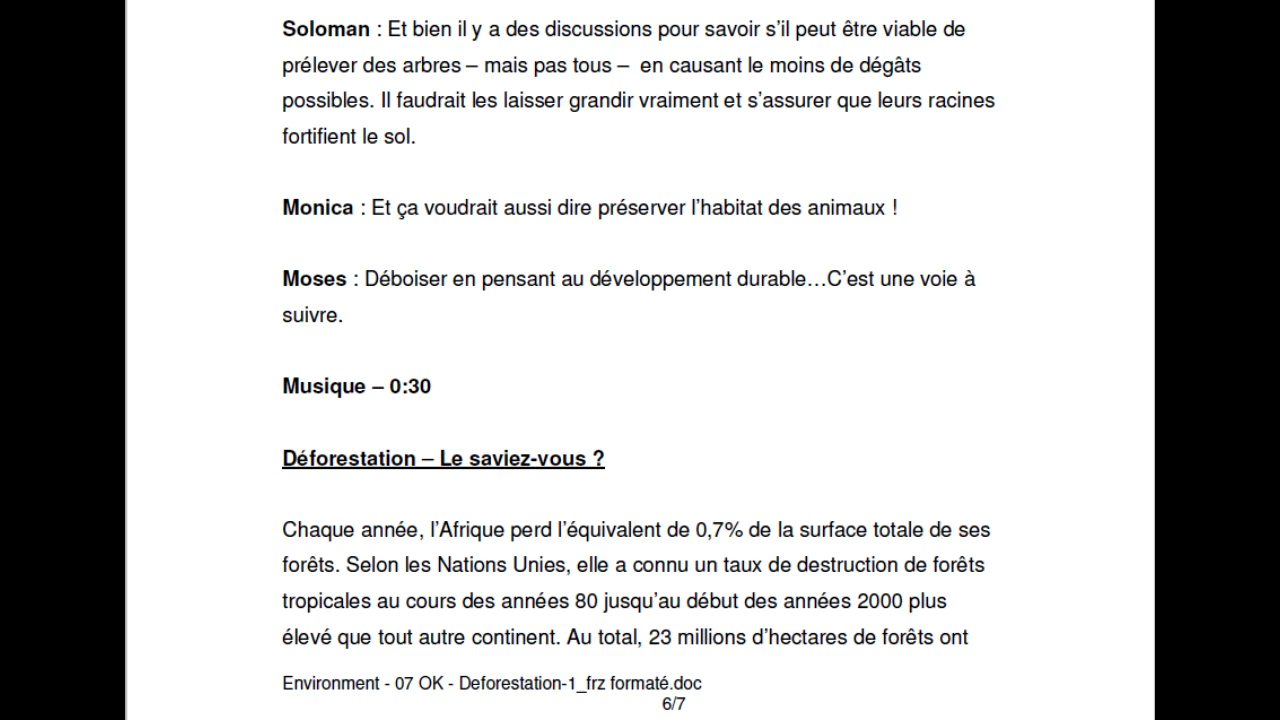 Soloman : Et bien il y a des discussions pour savoir s’il peut être viable de
prélever des arbres – mais pas tous –  en causant le moins de dégâts
possibles. Il faudrait les laisser grandir vraiment et s’assurer que leurs racines
fortifient le sol.
Monica : Et ça voudrait aussi dire préserver l’habitat des animaux !
Moses : Déboiser en pensant au développement durable…C’est une voie à
suivre.
Musique – 0:30
Déforestation – Le saviez-vous ?
Chaque année, l’Afrique perd l’équivalent de 0,7% de la surface totale de ses
forêts. Selon les Nations Unies, elle a connu un taux de destruction de forêts
tropicales au cours des années 80 jusqu’au début des années 2000 plus
élevé que tout autre continent. Au total, 23 millions d’hectares de forêts ont
Environment - 07 OK - Deforestation-1_frz formaté.doc
6/7